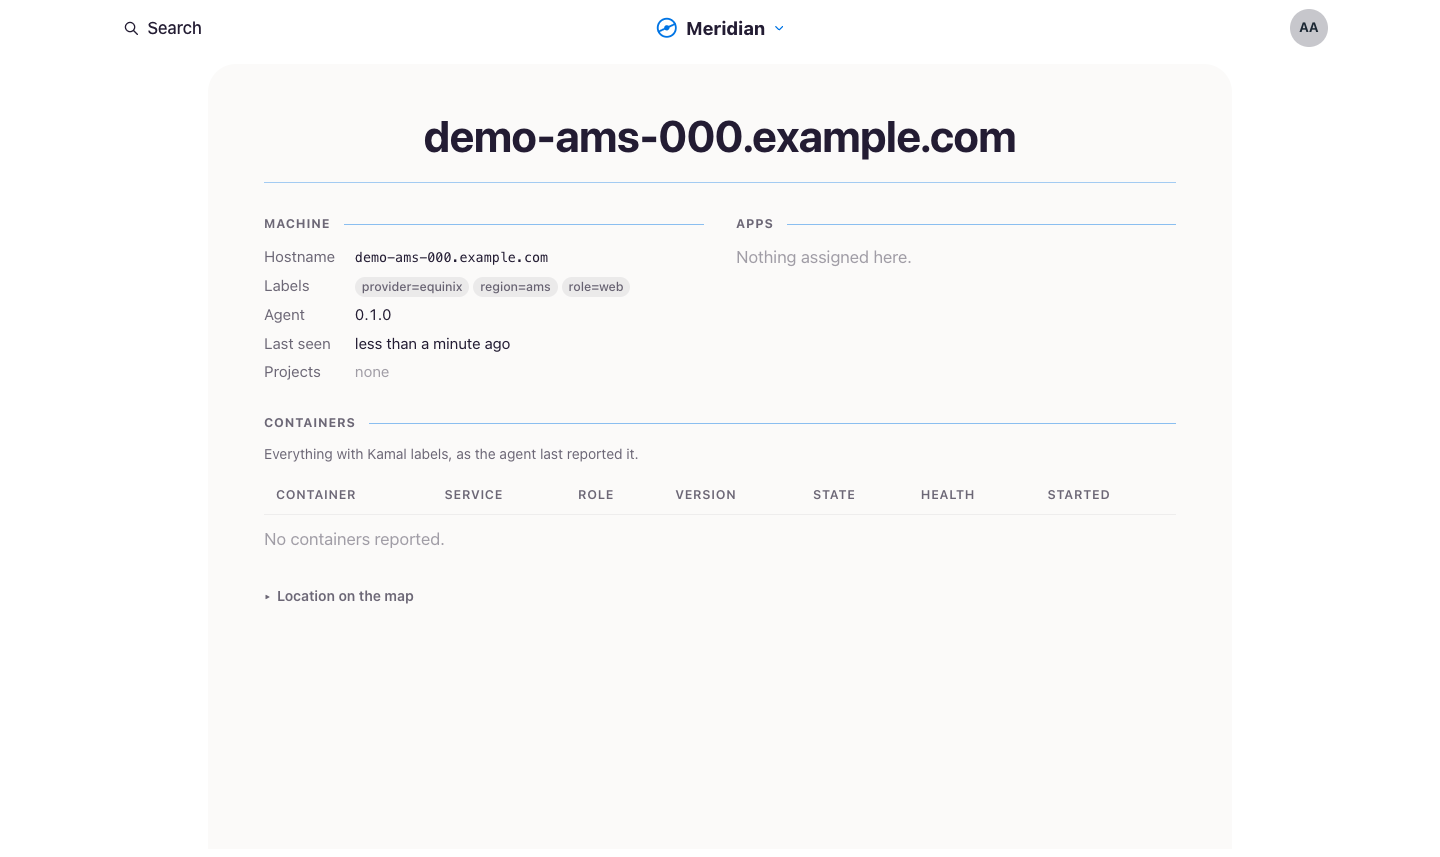 Search
Meridian
AA
demo-ams-000.example.com
MACHINE
Hostname demo-ams-000.example.com
Labels provider=equinix region=ams role=web
Agent 0.1.0
Last seen less than a minute ago
Projects none
APPS
Nothing assigned here.
CONTAINERS
Everything with Kamal labels, as the agent last reported it.
CONTAINER SERVICE ROLE VERSION STATE HEALTH STARTED
No containers reported.
Location on the map